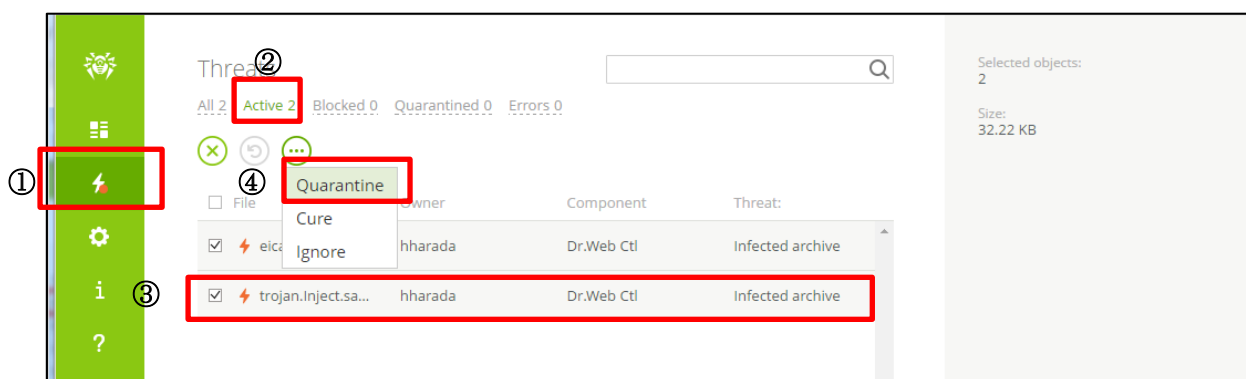 ②
Threats
Selected objects:
2
All 2 Active 2 Blocked 0 Quarantined 0 Errors 0
Size:
32.22 KB
①
④
Quarantine
File Owner Component Threat:
Cure
eica hharada Dr.Web Ctl Infected archive
Ignore
③
trojan.Inject.sa... hharada Dr.Web Ctl Infected archive
i
?